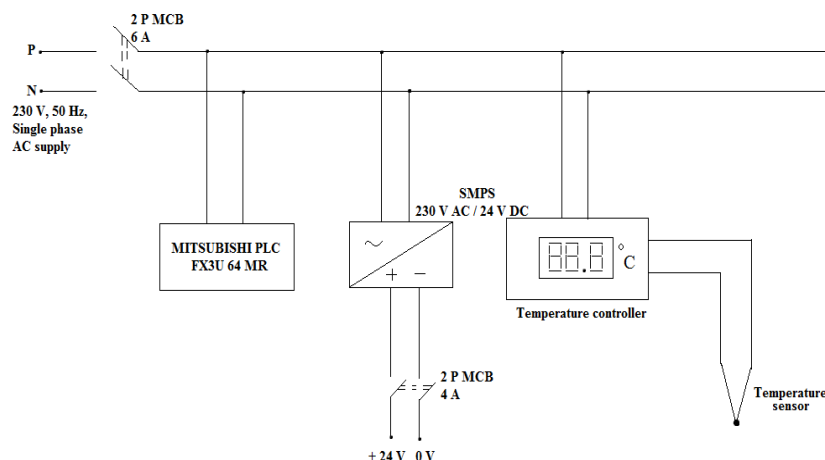 2 P MCB
6 A
P
N
230 V, 50 Hz,
Single phase
AC supply
SMPS
230 V AC / 24 V DC
MITSUBISHI PLC
FX3U 64 MR
~
+ −
88.8 °C
Temperature controller
2 P MCB
4 A
Temperature
sensor
+ 24 V 0 V